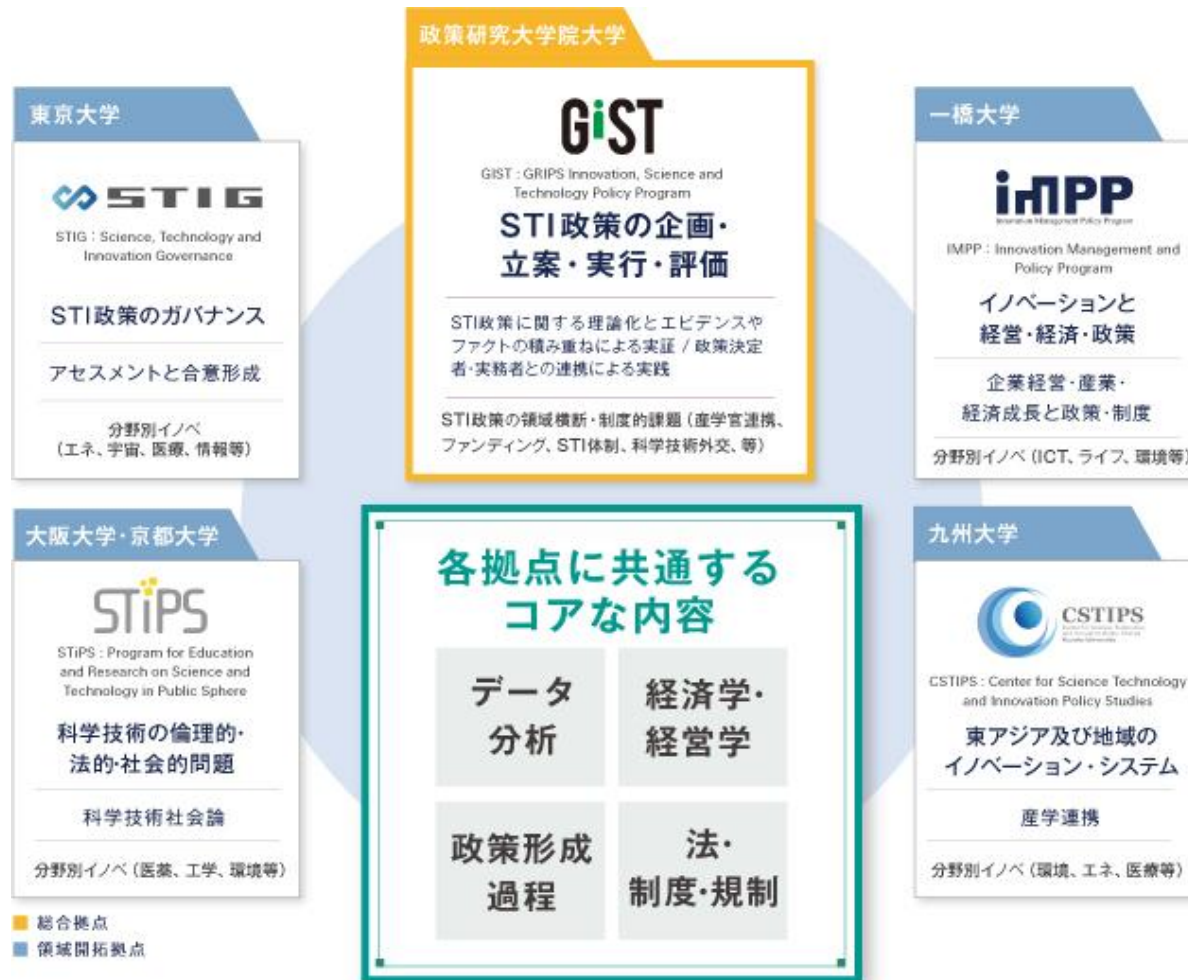 政策研究大学院大学
GiST
GIST : GRIPS Innovation, Science and
Technology Policy Program
STI政策の企画・
立案・実行・評価
STI政策に関する理論化とエビデンスや
ファクトの積み重ねによる実証 / 政策決定
者・実務者との連携による実践
STI政策の領域横断・制度的課題（産学官連携、
ファンディング、STI体制、科学技術外交、等）
東京大学
STIG
STIG : Science, Technology and
Innovation Governance
STI政策のガバナンス
アセスメントと合意形成
分野別イノベ
（エネ、宇宙、医療、情報等）
一橋大学
imPP
Innovation Management Policy Program
IMPP : Innovation Management and
Policy Program
イノベーションと
経営・経済・政策
企業経営・産業・
経済成長と政策・制度
分野別イノベ（ICT、ライフ、環境等）
大阪大学・京都大学
STiPS
STiPS : Program for Education
and Research on Science and
Technology in Public Sphere
科学技術の倫理的・
法的・社会的問題
科学技術社会論
分野別イノベ（医薬、工学、環境等）
各拠点に共通する
コアな内容
データ
分析
経済学・
経営学
政策形成
過程
法・
制度・規制
九州大学
CSTIPS
CSTIPS : Center for Science Technology
and Innovation Policy Studies
東アジア及び地域の
イノベーション・システム
産学連携
分野別イノベ（環境、エネ、医療等）
総合拠点
領域開拓拠点